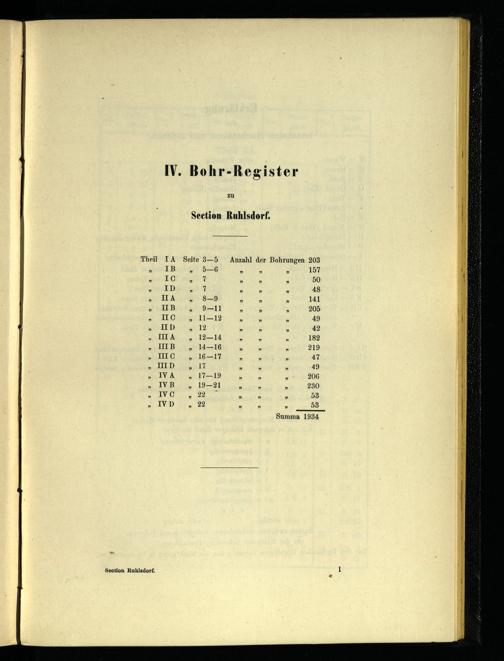 IV. Bohr-Register
zu
Section Ruhlsdorf.
Theil I A Seite 3—5 Anzahl der Bohrungen 203
„ I B „ 5—6 „ „ „ 157
„ I C „ 7 „ „ „ 50
„ I D „ 7 „ „ „ 48
„ II A „ 8—9 „ „ „ 141
„ II B „ 9—11 „ „ „ 205
„ II C „ 11—12 „ „ „ 49
„ II D „ 12 „ „ „ 42
„ III A „ 12—14 „ „ „ 182
„ III B „ 14—16 „ „ „ 219
„ III C „ 16—17 „ „ „ 47
„ III D „ 17 „ „ „ 49
„ IV A „ 17—19 „ „ „ 206
„ IV B „ 19—21 „ „ „ 230
„ IV C „ 22 „ „ „ 53
„ IV D „ 22 „ „ „ 53
Summa 1934
Section Ruhlsdorf. 1